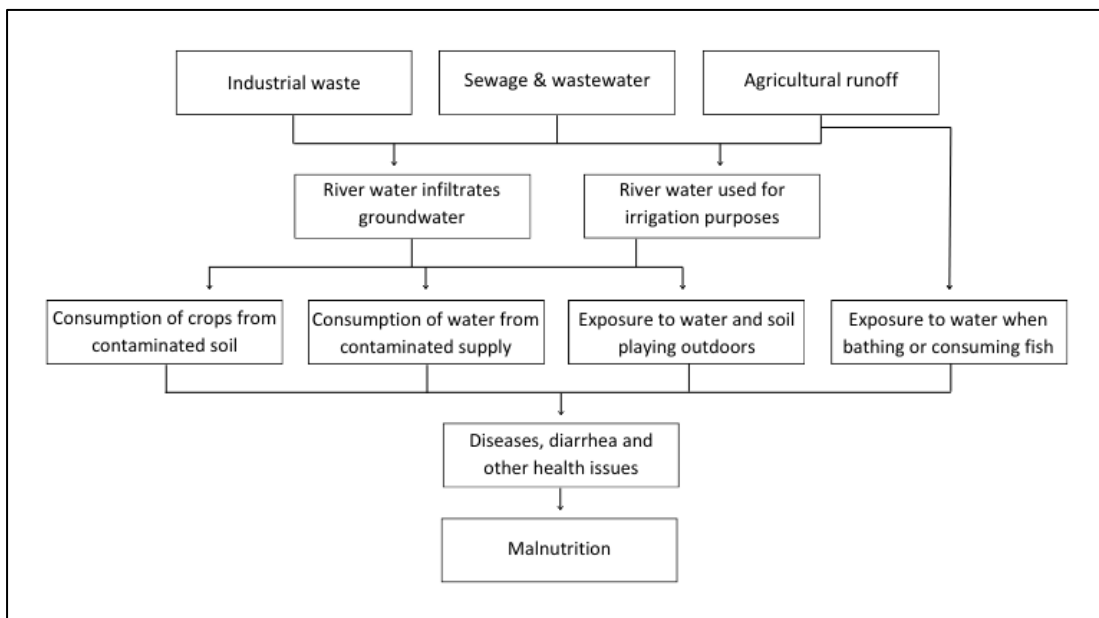 Industrial waste
Sewage & wastewater
Agricultural runoff
River water infiltrates
groundwater
River water used for
irrigation purposes
Consumption of crops from
contaminated soil
Consumption of water from
contaminated supply
Exposure to water and soil
playing outdoors
Exposure to water when
bathing or consuming fish
Diseases, diarrhea and
other health issues
Malnutrition